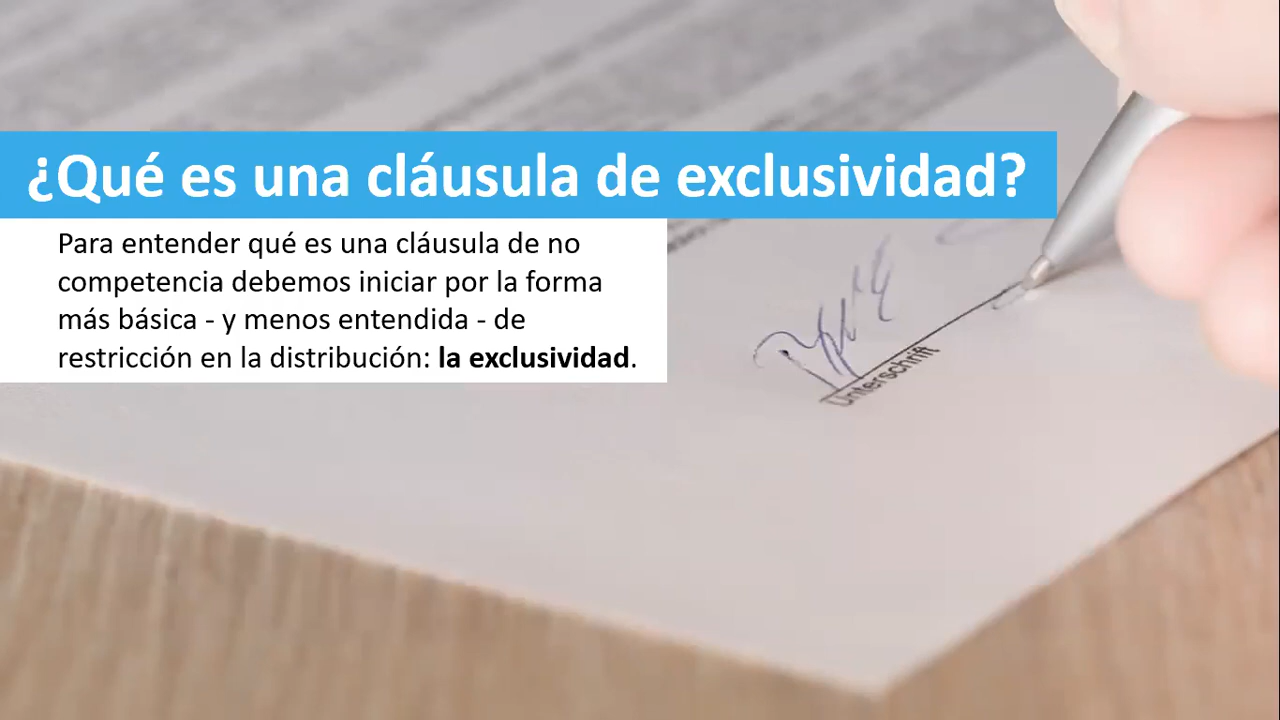 ¿Qué es una cláusula de exclusividad?
Para entender qué es una cláusula de no
competencia debemos iniciar por la forma
más básica - y menos entendida - de
restricción en la distribución: la exclusividad.
Unterschrift